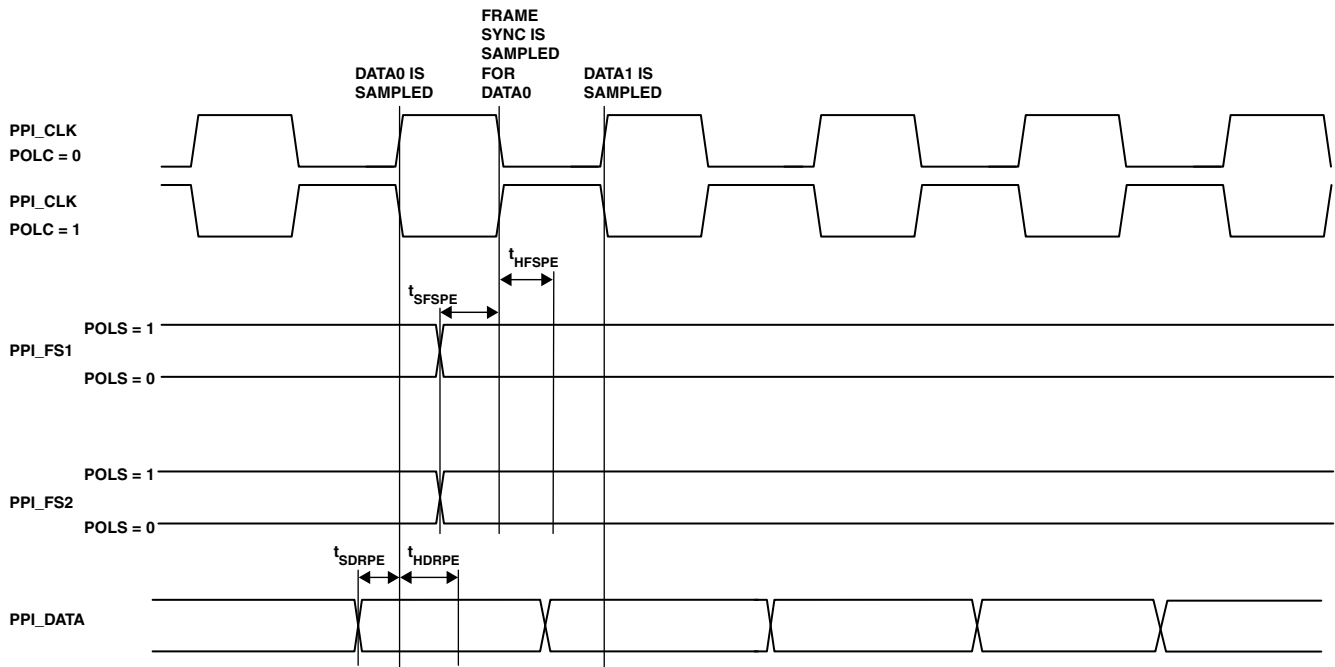 FRAME
SYNC IS
SAMPLED
FOR
DATA0
DATA0 IS
SAMPLED
DATA1 IS
SAMPLED
PPI_CLK
POLC = 0
PPI_CLK
POLC = 1
tHFSPE
tSFSPE
POLS = 1
PPI_FS1
POLS = 0
POLS = 1
PPI_FS2
POLS = 0
tSDRPE
tHDRPE
PPI_DATA